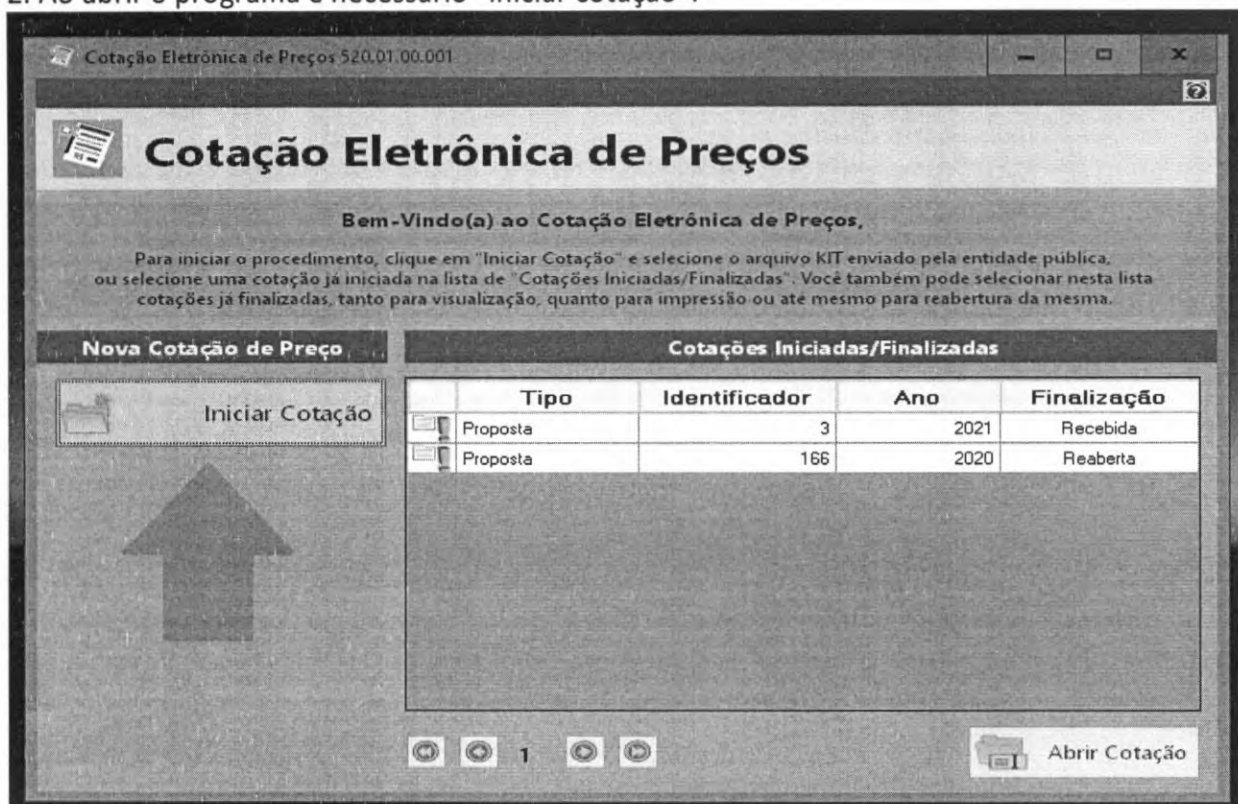 Cotação Eletrônica de Preços 520.01.00.001
Cotação Eletrônica de Preços
Bem-Vindo(a) ao Cotação Eletrônica de Preços,
Para iniciar o procedimento, clique em "Iniciar Cotação" e selecione o arquivo KIT enviado pela entidade pública,
ou selecione uma cotação já iniciada na lista de "Cotações Iniciadas/Finalizadas". Você também pode selecionar nesta lista
cotações já finalizadas, tanto para visualização, quanto para impressão ou até mesmo para reabertura da mesma.
Nova Cotação de Preço
Cotações Iniciadas/Finalizadas
Iniciar Cotação
Tipo Identificador Ano Finalização
Proposta 3 2021 Recebida
Proposta 166 2020 Reaberta
1
Abrir Cotação